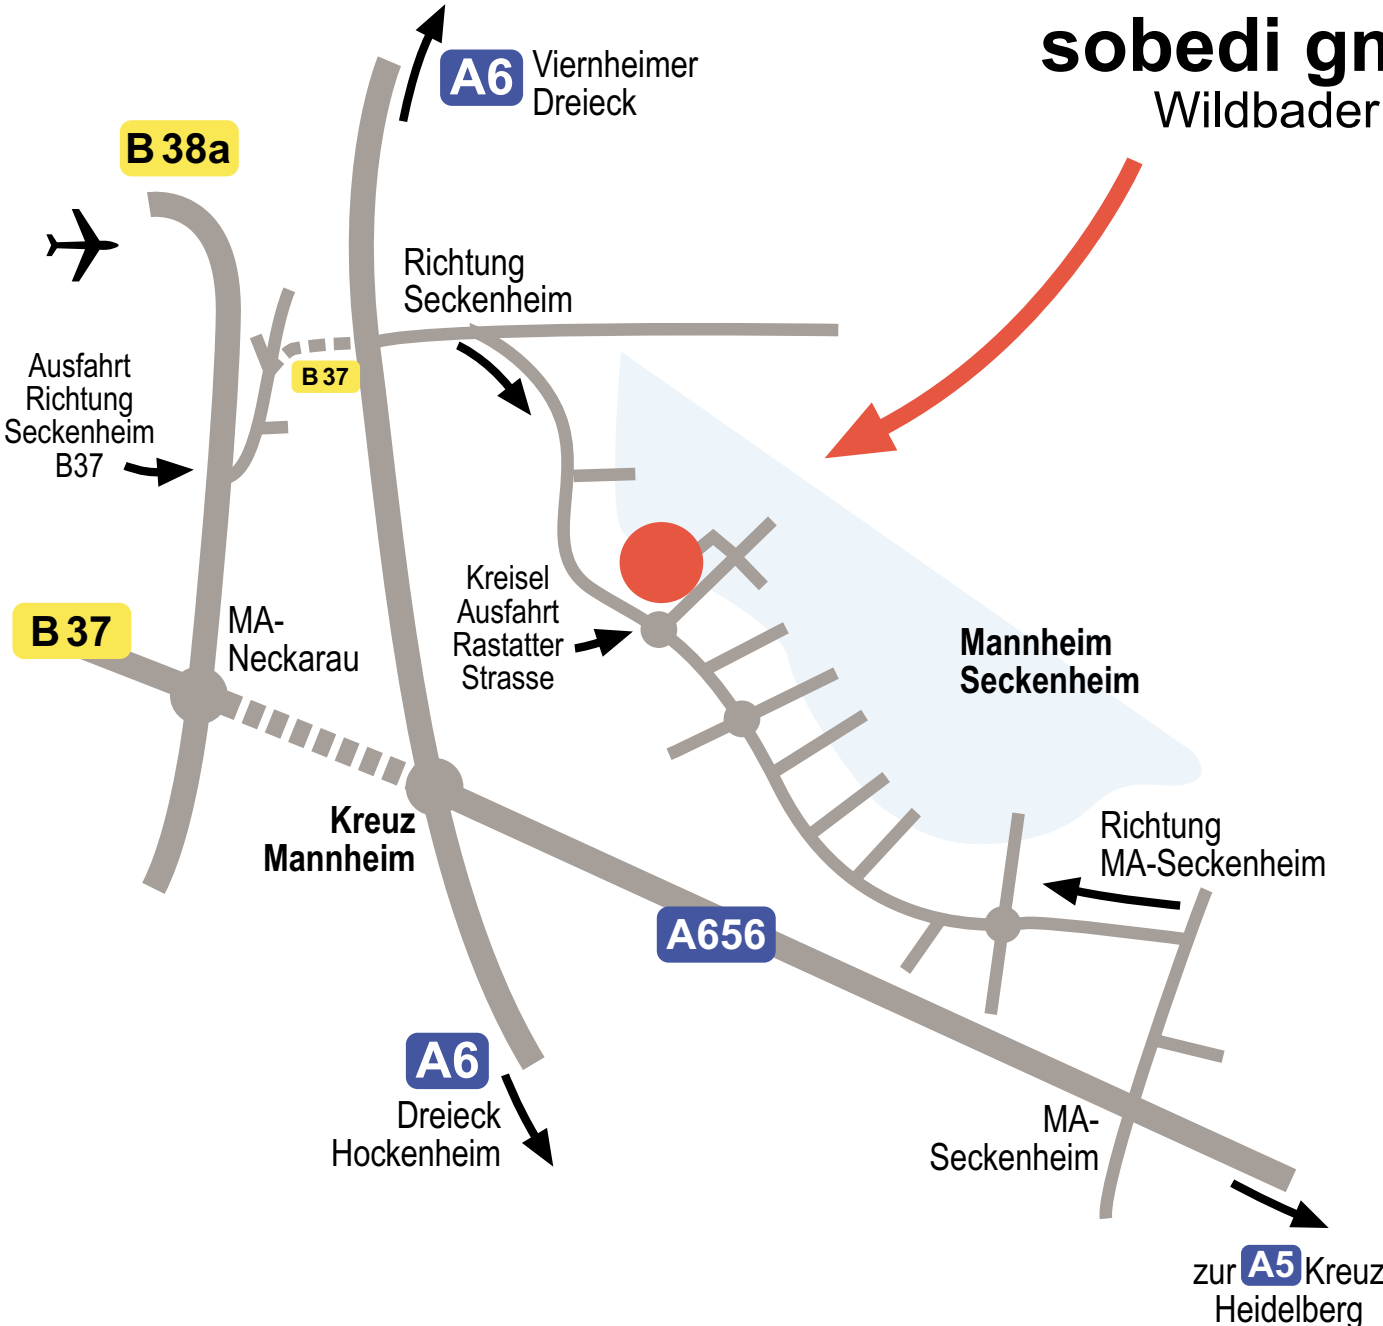 sobedi gn
Wildbader
A6
Viernheimer
Dreieck
B 38a
Richtung
Seckenheim
B 37
Ausfahrt
Richtung
Seckenheim
B37
Kreisel
Ausfahrt
Rastatter
Strasse
B 37
MA-
Neckarau
Mannheim
Seckenheim
Kreuz
Mannheim
Richtung
MA-Seckenheim
A656
A6
Dreieck
Hockenheim
MA-
Seckenheim
zur A5 Kreuz
Heidelberg